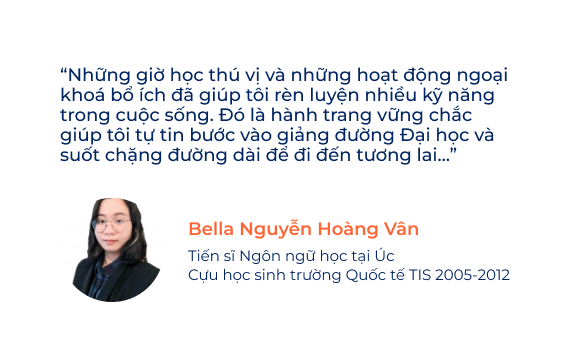 “Những giờ học thú vị và những hoạt động ngoại
khoá bổ ích đã giúp tôi rèn luyện nhiều kỹ năng
trong cuộc sống. Đó là hành trang vững chắc
giúp tôi tự tin bước vào giảng đường Đại học và
suốt chặng đường dài để đi đến tương lai...”
Bella Nguyễn Hoàng Vân
Tiến sĩ Ngôn ngữ học tại Úc
Cựu học sinh trường Quốc tế TIS 2005-2012